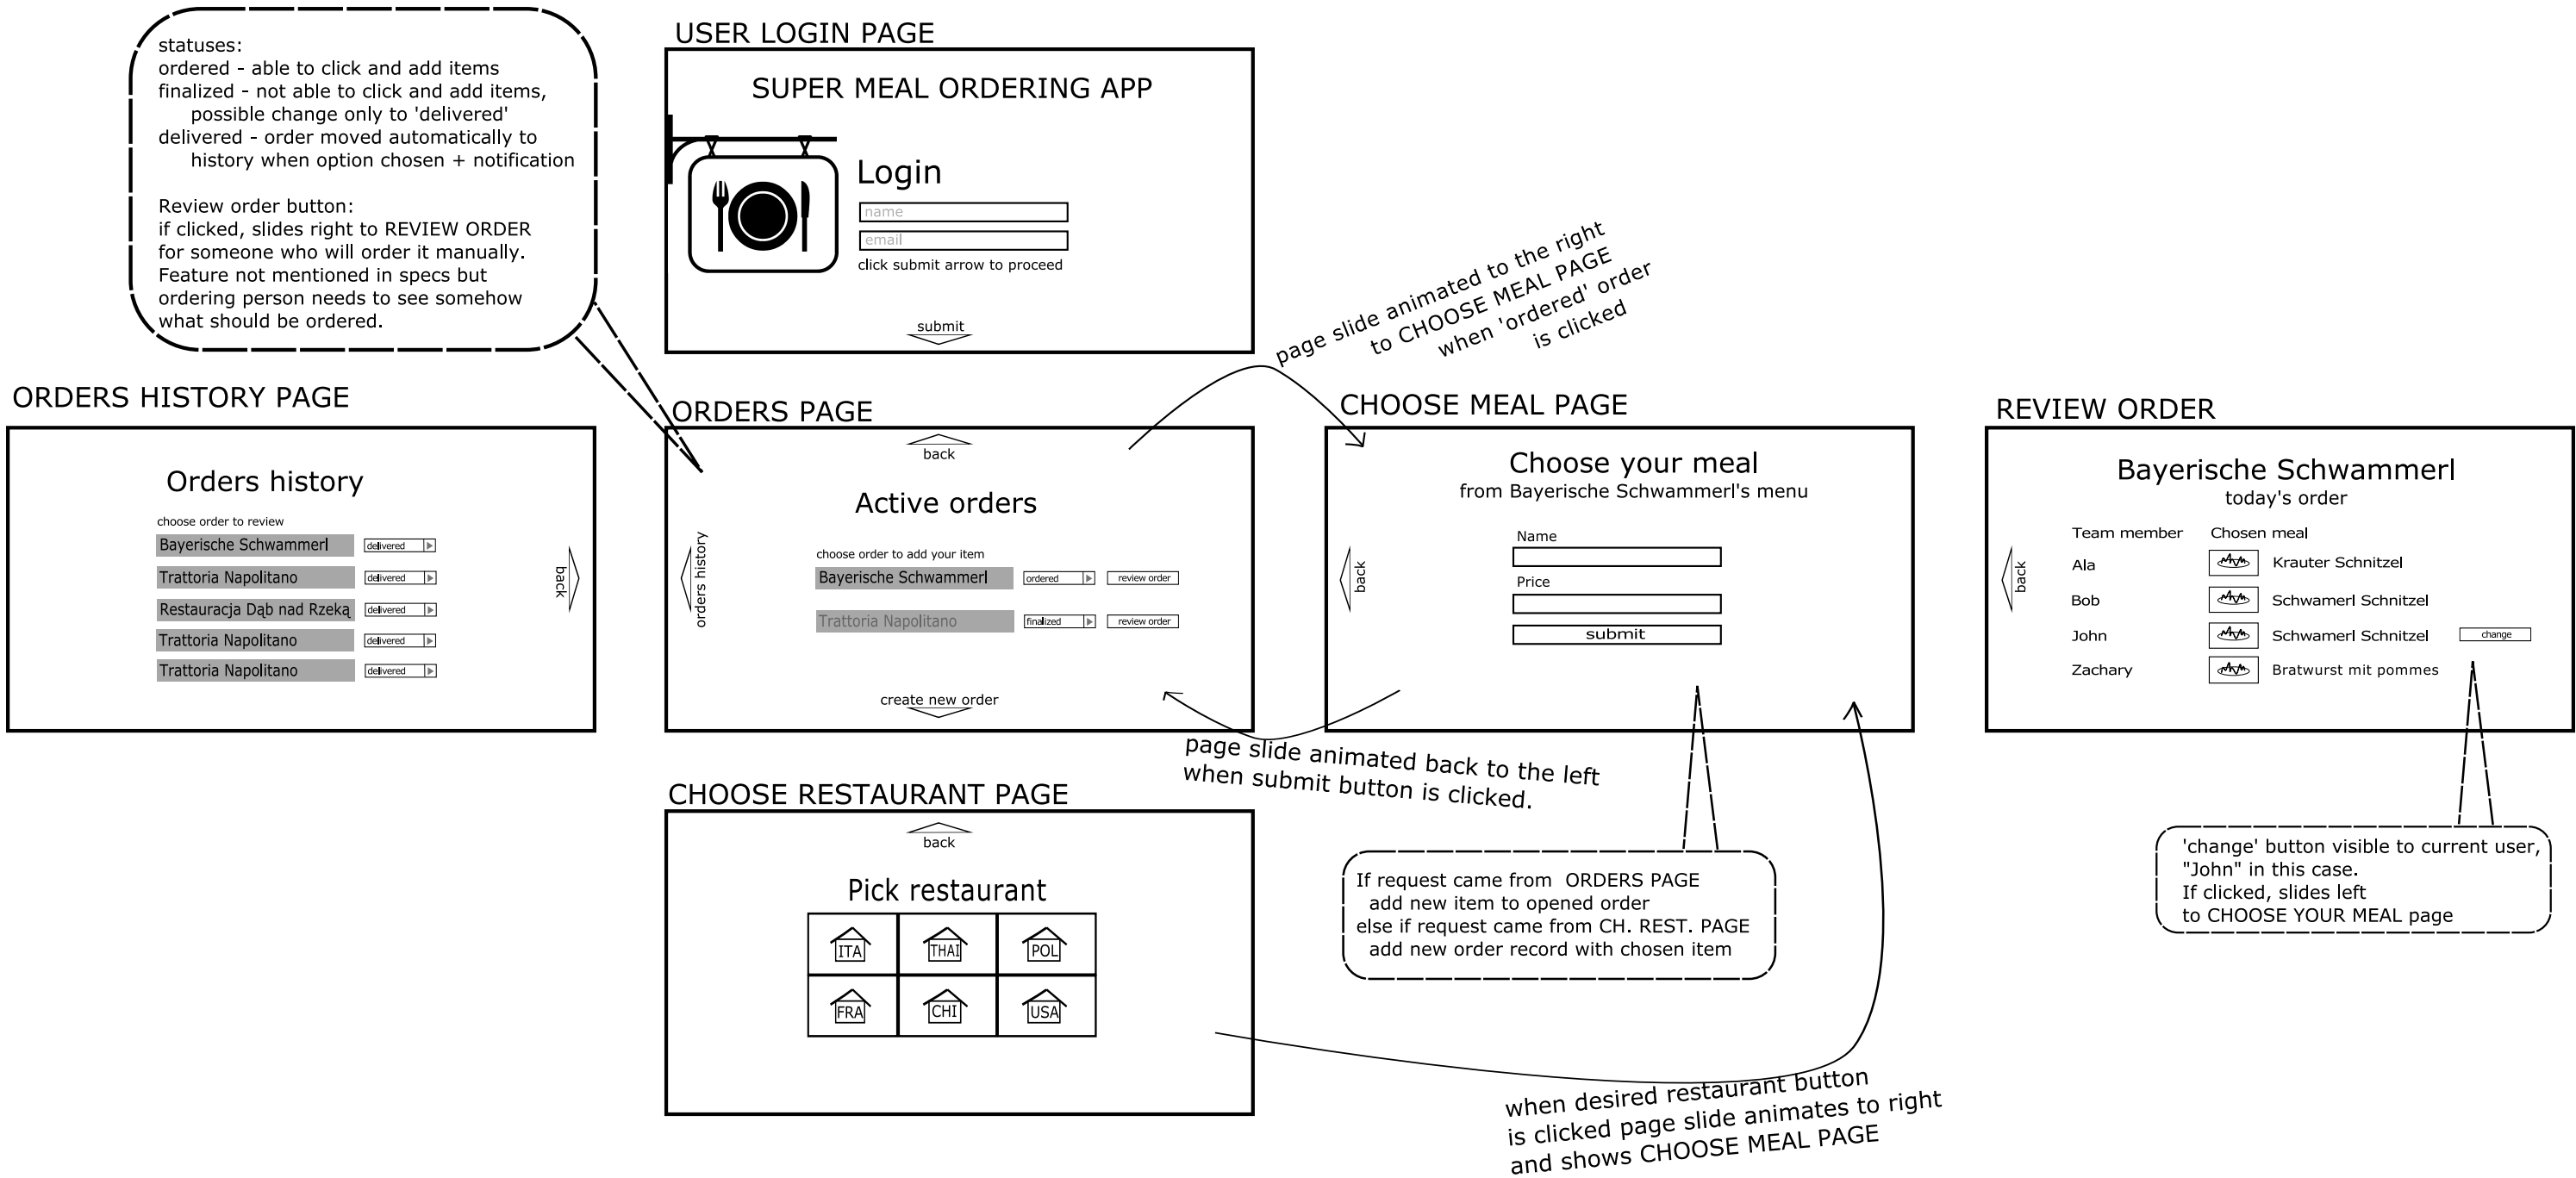 statuses:
ordered - able to click and add items
finalized - not able to click and add items,
possible change only to 'delivered'
delivered - order moved automatically to
history when option chosen + notification
Review order button:
if clicked, slides right to REVIEW ORDER
for someone who will order it manually.
Feature not mentioned in specs but
ordering person needs to see somehow
what should be ordered.
USER LOGIN PAGE
SUPER MEAL ORDERING APP
Login
name
email
click submit arrow to proceed
submit
page slide animated to the right
to CHOOSE MEAL PAGE
when 'ordered' order
is clicked
ORDERS HISTORY PAGE
Orders history
choose order to review
Bayerische Schwammerl delivered
Trattoria Napolitano delivered
Restauracja Dąb nad Rzeką delivered
Trattoria Napolitano delivered
Trattoria Napolitano delivered
back
ORDERS PAGE
back
Active orders
orders history
choose order to add your item
Bayerische Schwammerl ordered review order
Trattoria Napolitano finalized review order
create new order
CHOOSE MEAL PAGE
Choose your meal
from Bayerische Schwammerl's menu
back
Name
Price
submit
REVIEW ORDER
Bayerische Schwammerl
today's order
back
Team member Chosen meal
Ala Krauter Schnitzel
Bob Schwamerl Schnitzel
John Schwamerl Schnitzel change
Zachary Bratwurst mit pommes
page slide animated back to the left
when submit button is clicked.
CHOOSE RESTAURANT PAGE
back
Pick restaurant
ITA THAI POL
FRA CHI USA
If request came from ORDERS PAGE
add new item to opened order
else if request came from CH. REST. PAGE
add new order record with chosen item
'change' button visible to current user,
"John" in this case.
If clicked, slides left
to CHOOSE YOUR MEAL page
when desired restaurant button
is clicked page slide animates to right
and shows CHOOSE MEAL PAGE